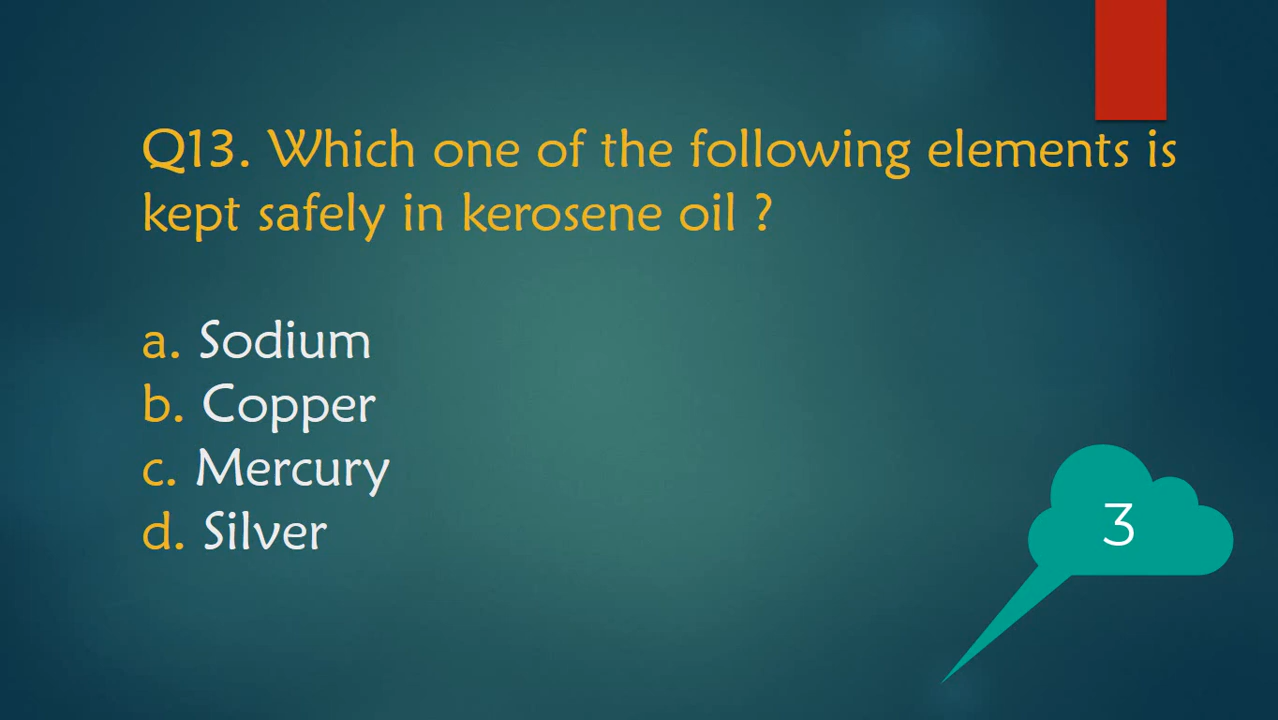 Q13. Which one of the following elements is
kept safely in kerosene oil ?
a. Sodium
b. Copper
c. Mercury
d. Silver
3